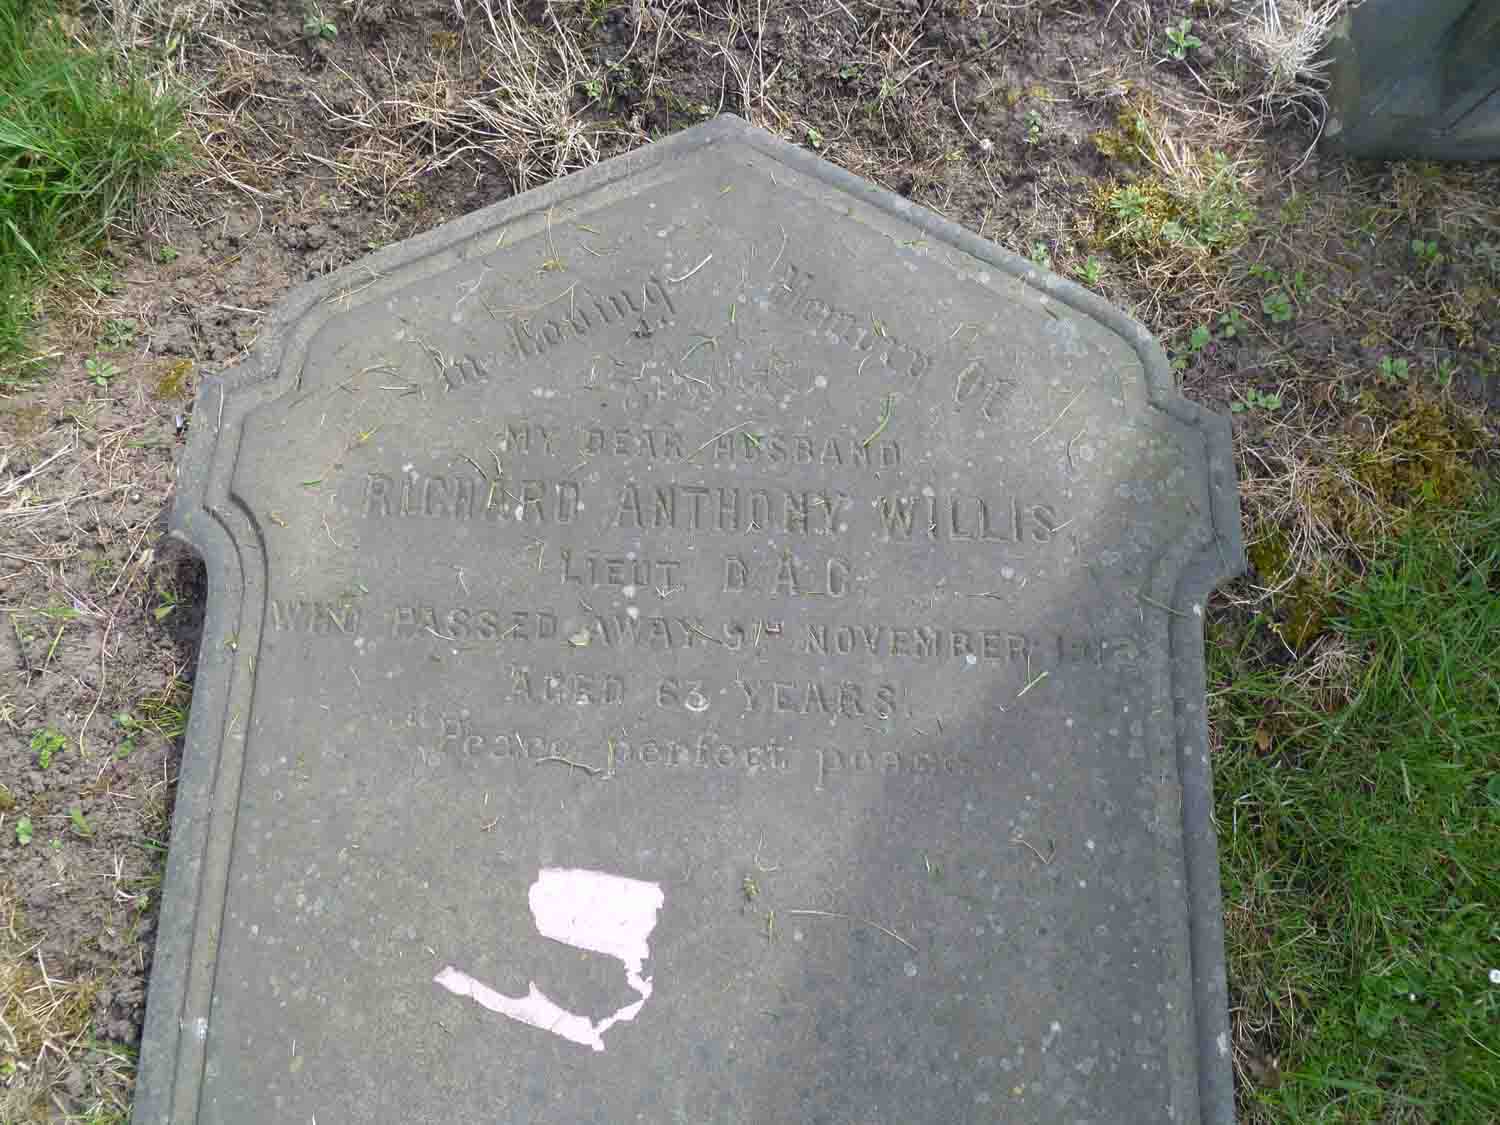 In Loving Memory Of
MY DEAR HUSBAND
RICHARD ANTHONY WILLIS,
LIEUT D.A.C.
WHO PASSED AWAY 9TH NOVEMBER
AGED 63 YEARS.
"Peace, perfect peace."